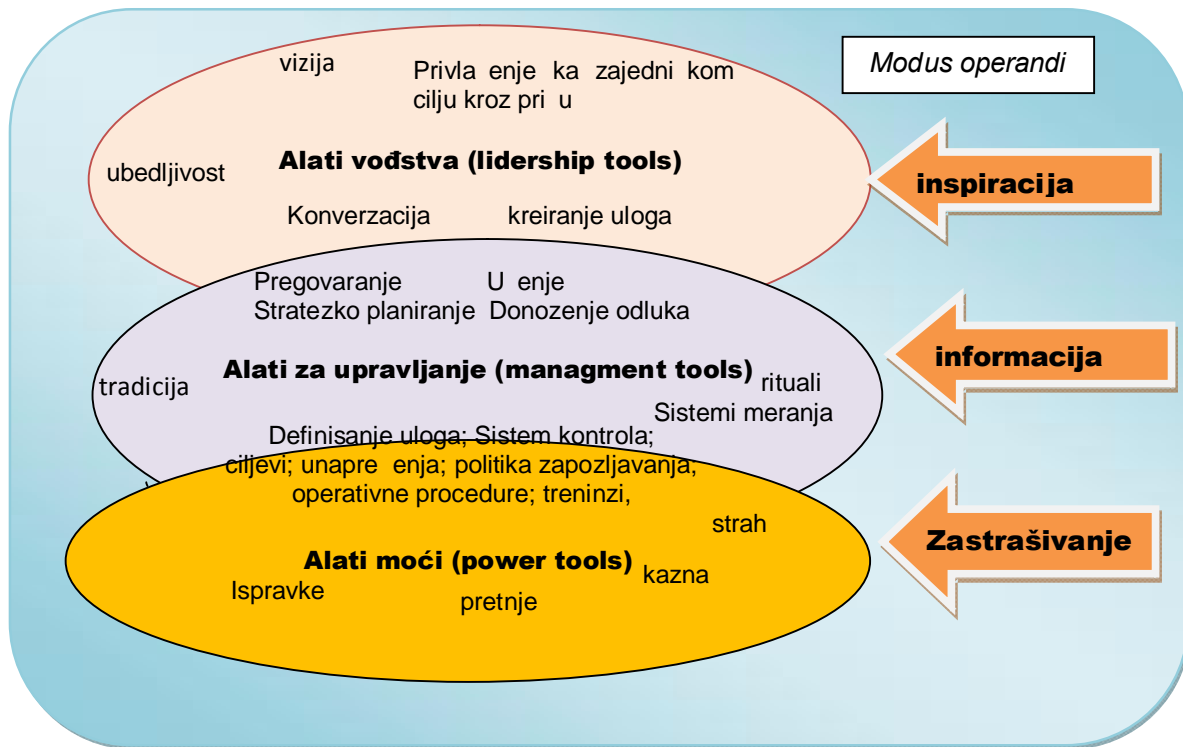 vizija
Modus operandi
Privla enje ka zajedni kom
cilju kroz pri u
ubedljivost
Alati vođstva (lidership tools)
inspiracija
Konverzacija kreiranje uloga
Pregovaranje U enje
Stratezko planiranje Donozenje odluka
informacija
tradicija
Alati za upravljanje (managment tools)
rituali
Sistemi meranja
Definisanje uloga; Sistem kontrola;
ciljevi; unapre enja; politika zapozljavanja;
operativne procedure; treninzi,
strah
Zastrašivanje
Alati moći (power tools)
kazna
Ispravke
pretnje